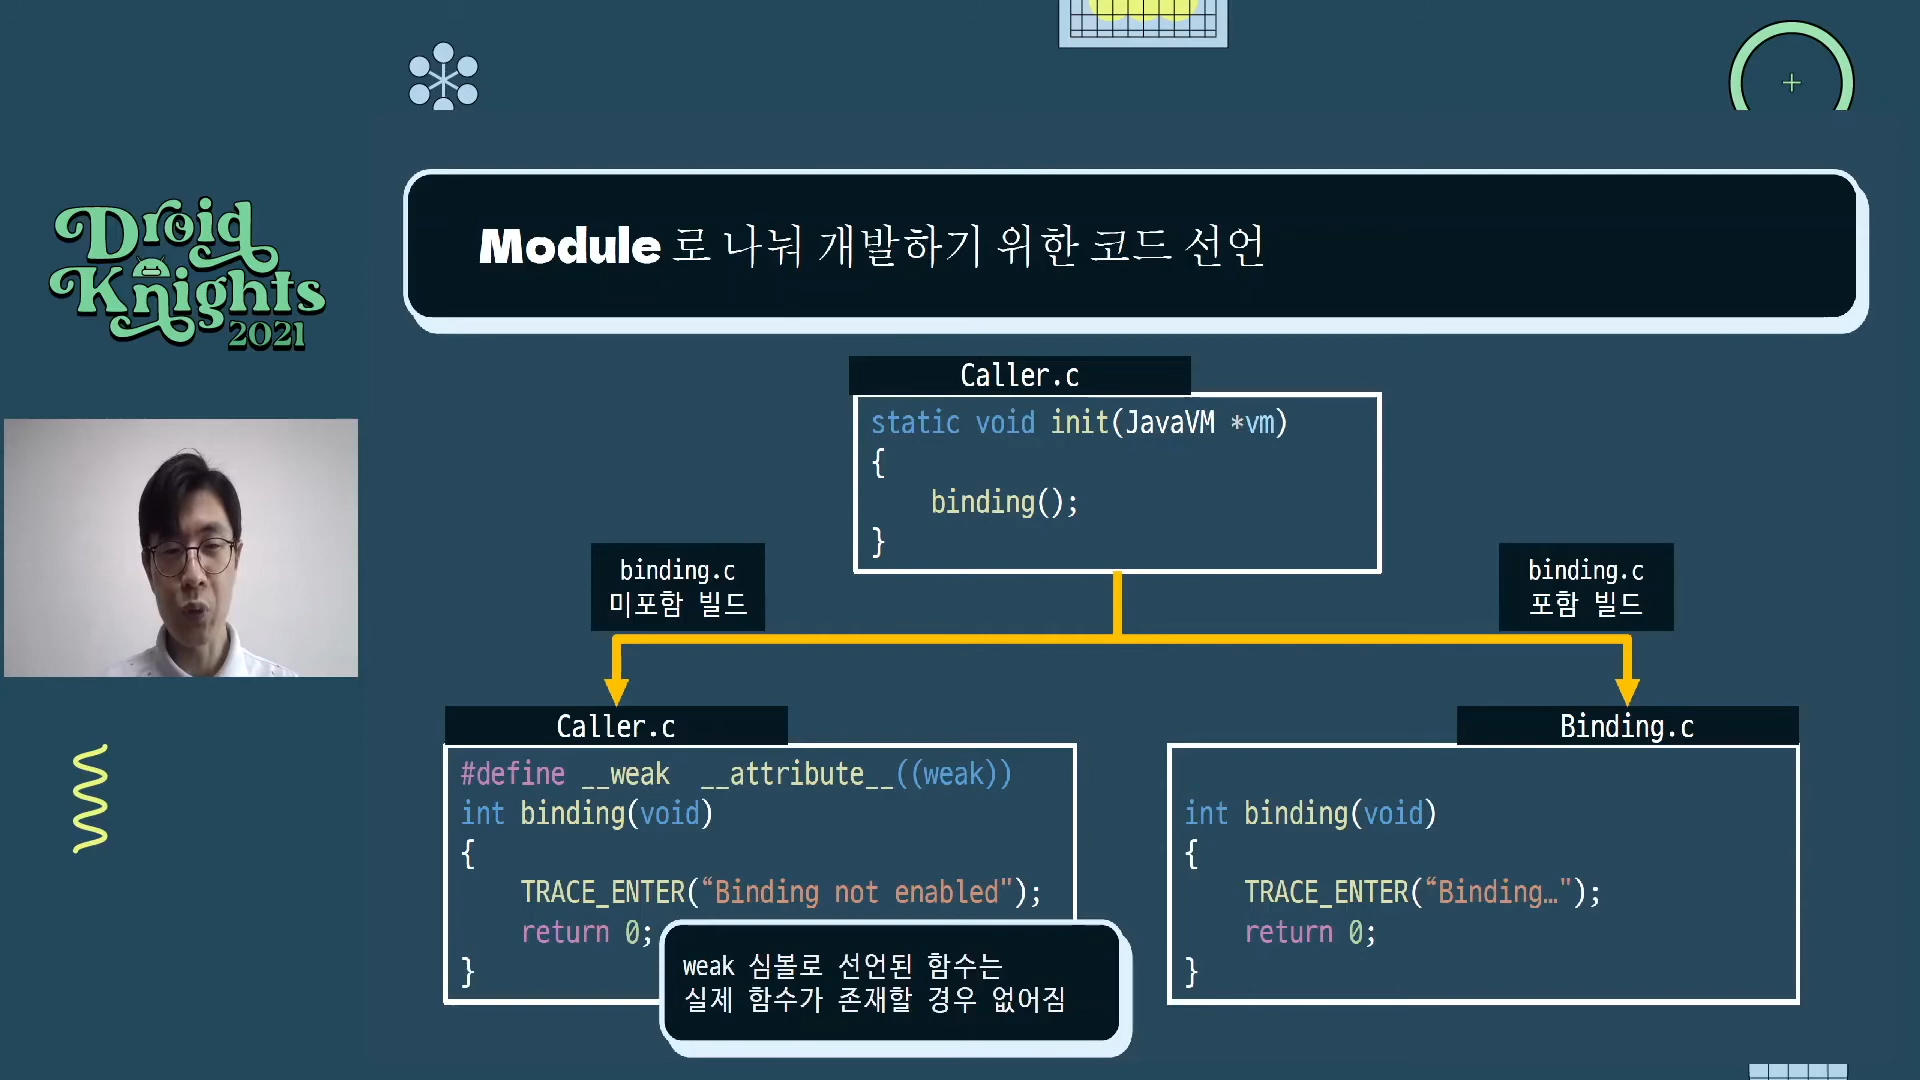 Droid
Knights
2021
Module 로 나눠 개발하기 위한 코드 선언
Caller.c
static void init(JavaVM *vm)
{
    binding();
}
binding.c
미포함 빌드
binding.c
포함 빌드
Caller.c
#define __weak  __attribute__((weak))
int binding(void)
{
    TRACE_ENTER(“Binding not enabled");
    return 0;
}
weak 심볼로 선언된 함수는
실제 함수가 존재할 경우 없어짐
Binding.c
int binding(void)
{
    TRACE_ENTER(“Binding…");
    return 0;
}